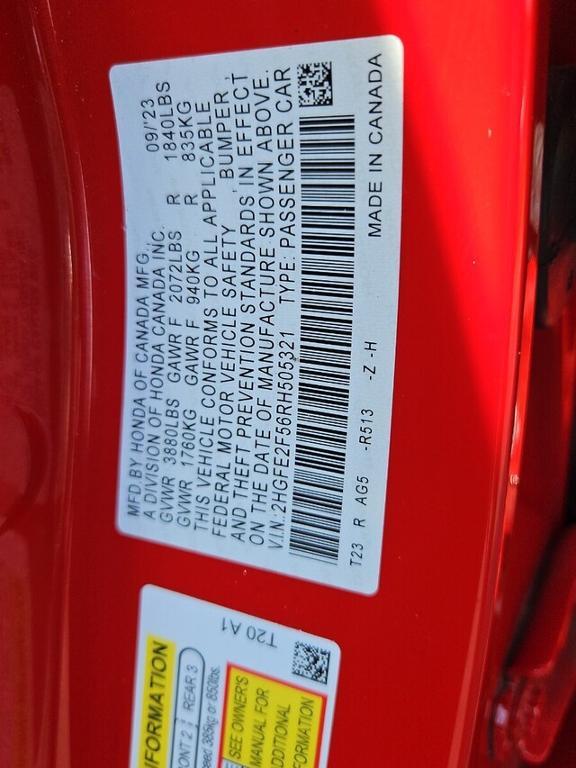 MFD.BY HONDA OF CANADA MFG., 09/'23
A DIVISION OF HONDA CANADA INC.
GVWR 3880LBS GAWR F 2072LBS R 1840LBS
GVWR 1760KG GAWR F 940KG R 835KG
THIS VEHICLE CONFORMS TO ALL APPLICABLE
FEDERAL MOTOR VEHICLE SAFETY , BUMPER,
AND THEFT PREVENTION STANDARDS IN EFFECT
ON THE DATE OF MANUFACTURE SHOWN ABOVE.
V.I.N.:2HGFE2F56RH505321 TYPE: PASSENGER CAR
T23 R AG5 -R513 -Z -H MADE IN CANADA
REAR 3
385kg or 850lbs.
SEE OWNER'S
MANUAL FOR
T20 A1